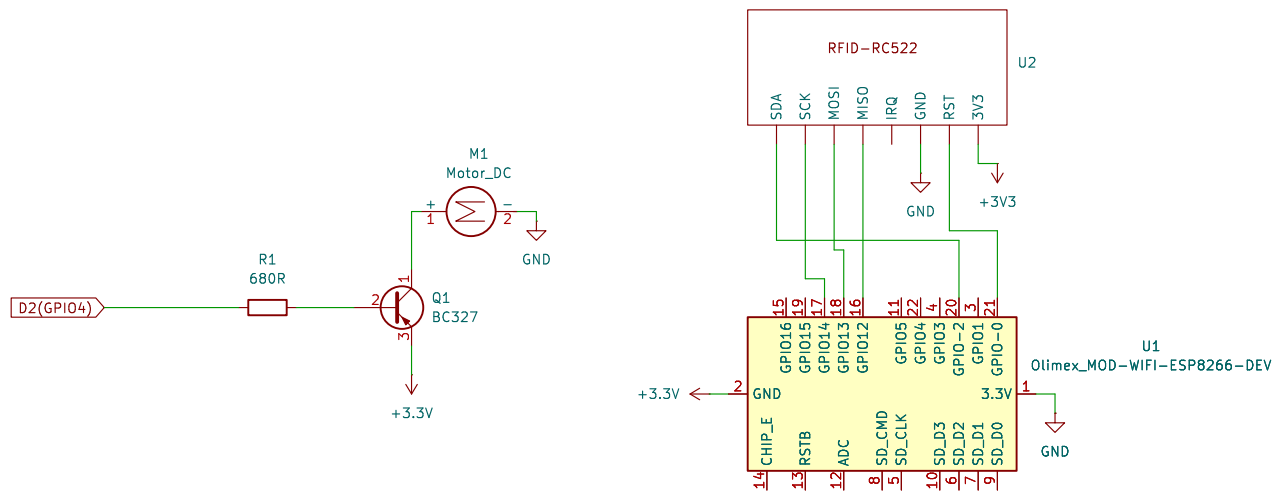 RFID-RC522
U2
SDA
SCK
MOSI
MISO
IRQ
GND
RST
3V3
GND
+3V3
M1
Motor_DC
+
1
-
2
GND
R1
680R
D2(GPIO4)
1
2
3
Q1
BC327
+3.3V
15
19
17
18
16
11
22
4
20
3
21
GPIO16
GPIO15
GPIO14
GPIO13
GPIO12
GPIO5
GPIO4
GPIO3
GPIO-2
GPIO1
GPIO-0
U1
Olimex_MOD-WIFI-ESP8266-DEV
+3.3V
2
GND
3.3V
1
GND
CHIP_E
RSTB
ADC
SD_CMD
SD_CLK
SD_D3
SD_D2
SD_D1
SD_D0
14
13
12
8
5
10
6
7
9